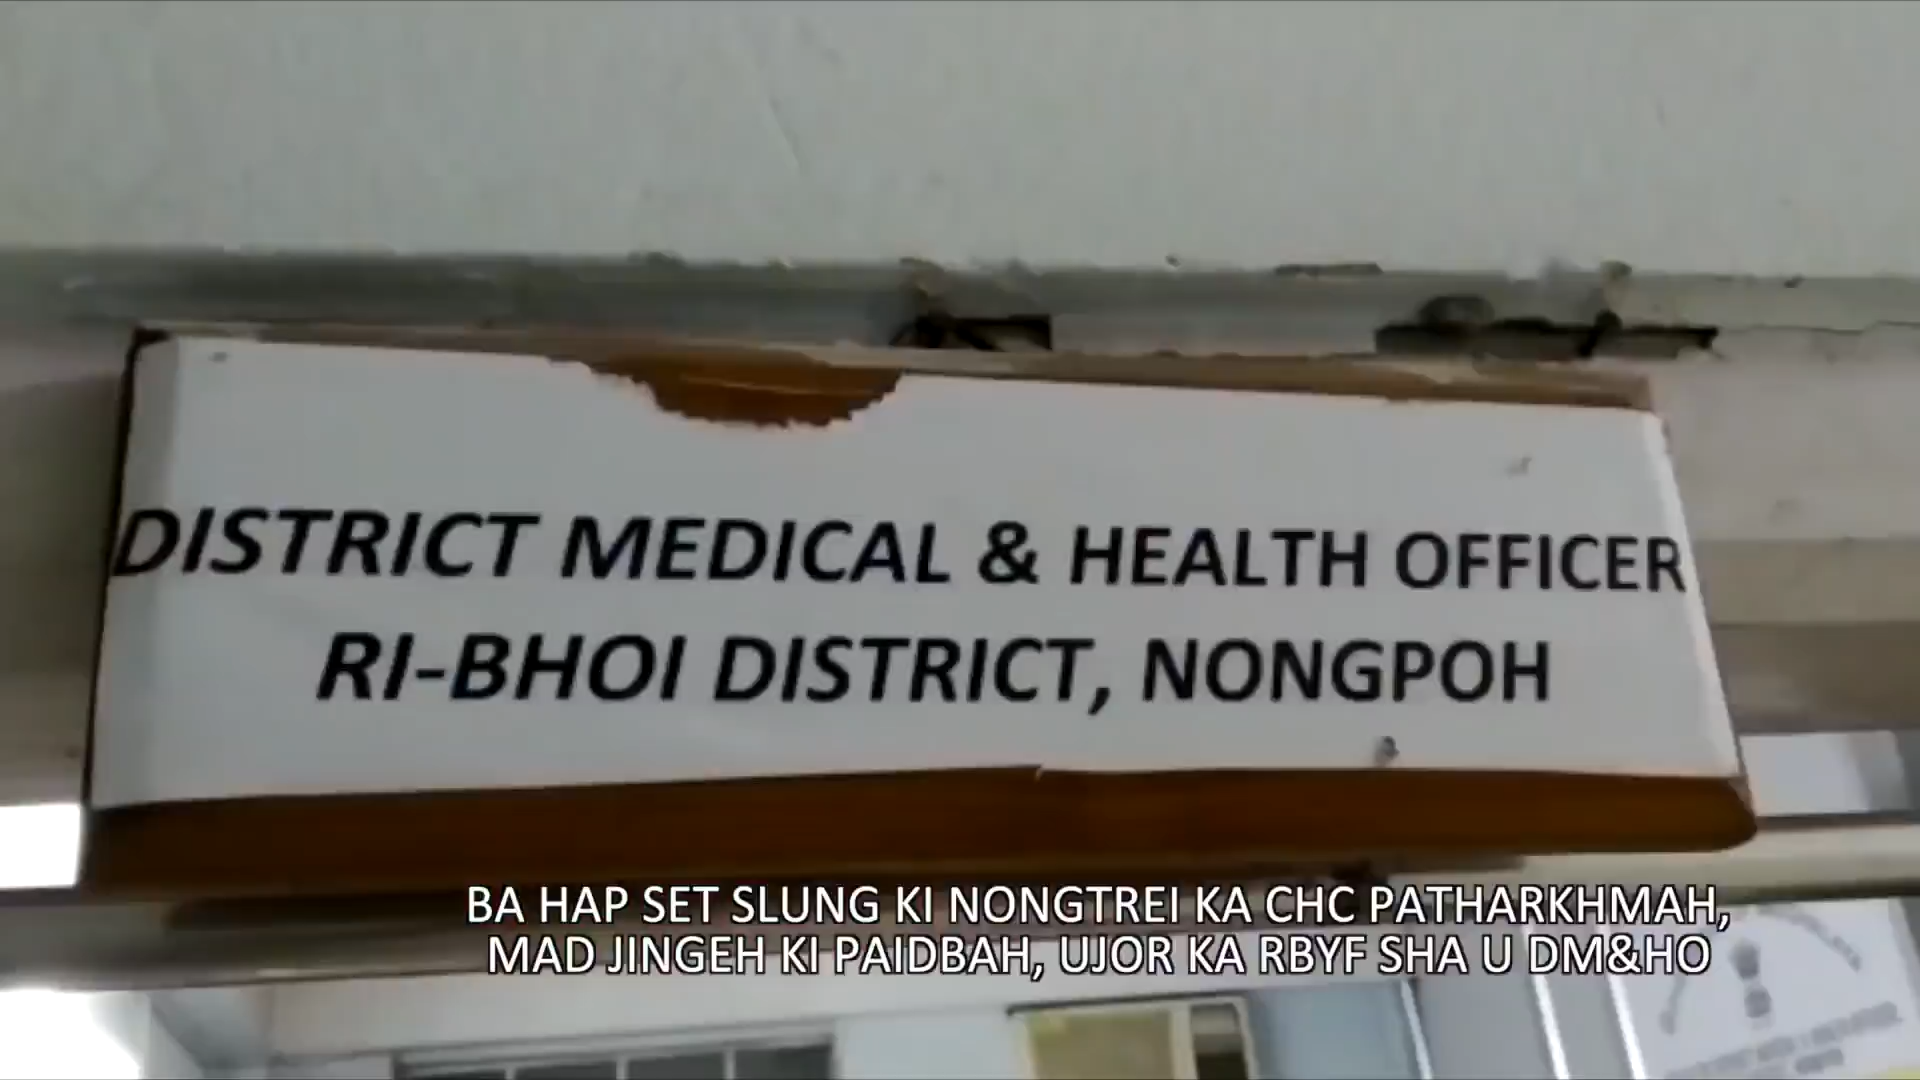 DISTRICT MEDICAL & HEALTH OFFICER
RI-BHOI DISTRICT, NONGPOH
BA HAP SET SLUNG KI NONGTREI KA CHC PATHARKHMAH,
MAD JINGEH KI PAIDBAH, UJOR KA RBYF SHA U DM&HO